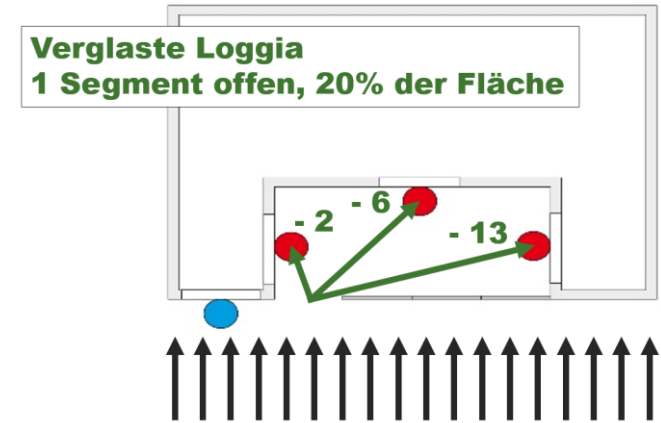 Verglaste Loggia
1 Segment offen, 20% der Fläche
- 6
- 2
- 13